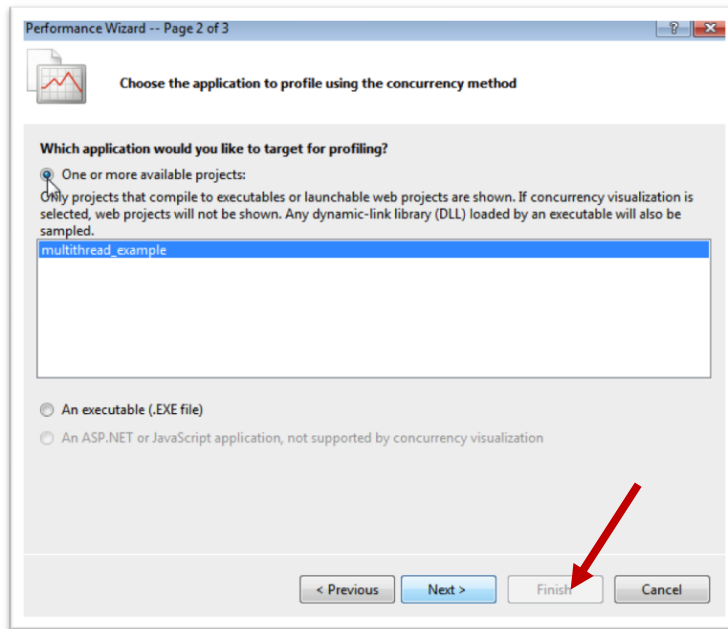 Performance Wizard -- Page 2 of 3
?
Choose the application to profile using the concurrency method
Which application would you like to target for profiling?
One or more available projects:
Only projects that compile to executables or launchable web projects are shown. If concurrency visualization is
selected, web projects will not be shown. Any dynamic-link library (DLL) loaded by an executable will also be
sampled.
multithread_example
An executable (.EXE file)
An ASP.NET or JavaScript application, not supported by concurrency visualization
< Previous Next > Finish Cancel